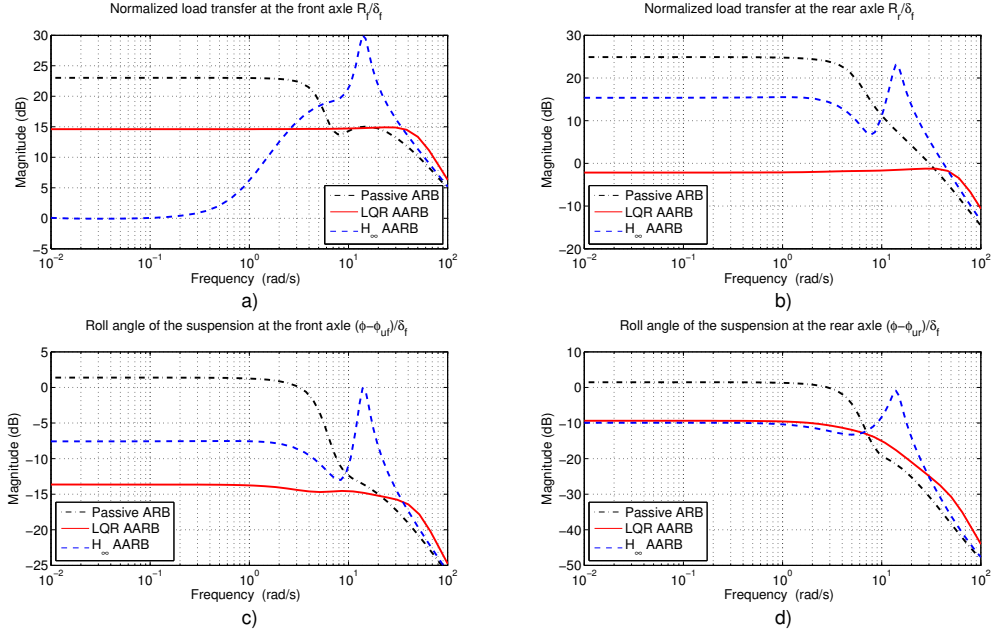 Normalized load transfer at the front axle R_f/δ_f
Magnitude (dB)
30
25
20
15
10
5
0
−5
Passive ARB
LQR AARB
H_∞ AARB
10^−2
10^−1
10^0
10^1
10^2
Frequency (rad/s)
a)
Normalized load transfer at the rear axle R_r/δ_f
Magnitude (dB)
30
20
10
0
−10
−20
Passive ARB
LQR AARB
H_∞ AARB
10^−2
10^−1
10^0
10^1
10^2
Frequency (rad/s)
b)
Roll angle of the suspension at the front axle (ϕ−ϕ_uf)/δ_f
Magnitude (dB)
5
0
−5
−10
−15
−20
−25
Passive ARB
LQR AARB
H_∞ AARB
10^−2
10^−1
10^0
10^1
10^2
Frequency (rad/s)
c)
Roll angle of the suspension at the rear axle (ϕ−ϕ_ur)/δ_f
Magnitude (dB)
10
0
−10
−20
−30
−40
−50
Passive ARB
LQR AARB
H_∞ AARB
10^−2
10^−1
10^0
10^1
10^2
Frequency (rad/s)
d)